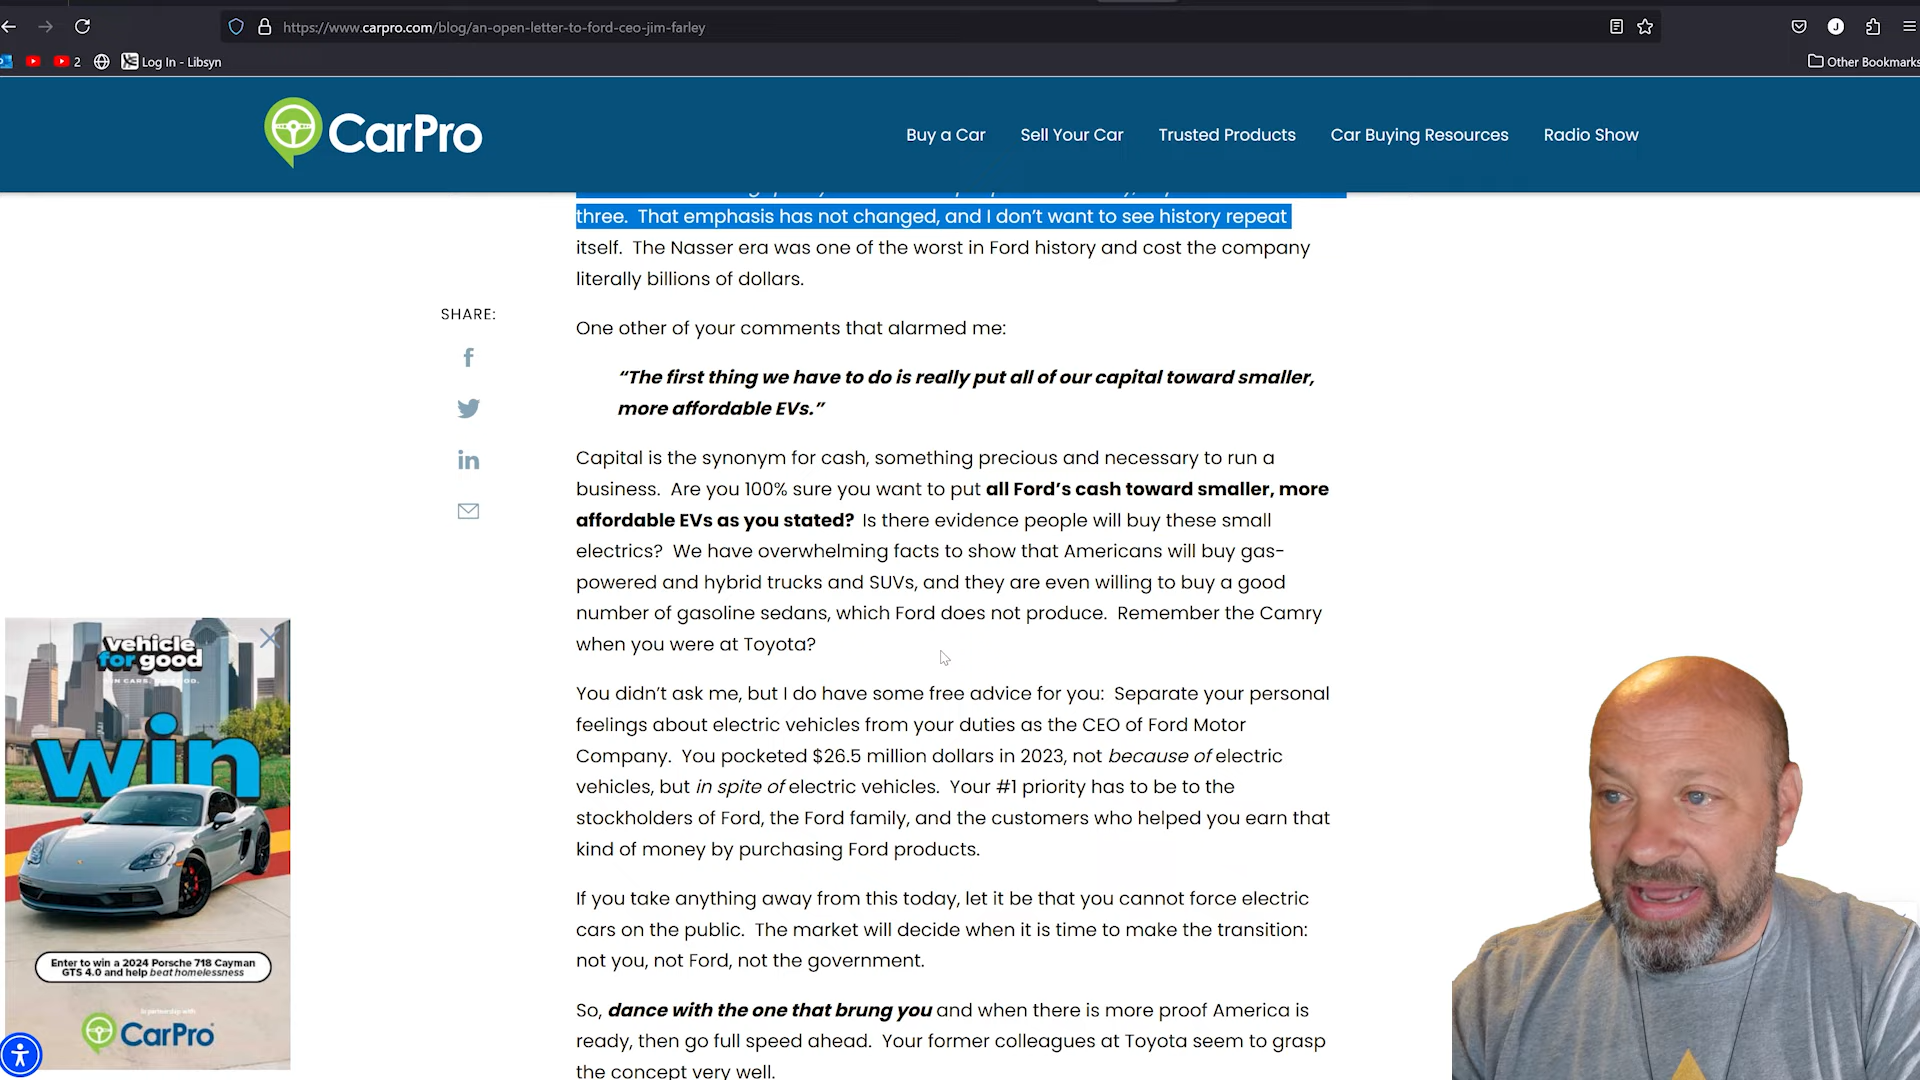 https://www.carpro.com/blog/an-open-letter-to-ford-ceo-jim-farley
J
2
Log In - Libsyn
Other Bookmarks
CarPro
Buy a Car
Sell Your Car
Trusted Products
Car Buying Resources
Radio Show
three. That emphasis has not changed, and I don't want to see history repeat
itself. The Nasser era was one of the worst in Ford history and cost the company
literally billions of dollars.
SHARE:
One other of your comments that alarmed me:
“The first thing we have to do is really put all of our capital toward smaller,
more affordable EVs.”
Capital is the synonym for cash, something precious and necessary to run a
business. Are you 100% sure you want to put all Ford's cash toward smaller, more
affordable EVs as you stated? Is there evidence people will buy these small
electrics? We have overwhelming facts to show that Americans will buy gas-
powered and hybrid trucks and SUVs, and they are even willing to buy a good
number of gasoline sedans, which Ford does not produce. Remember the Camry
when you were at Toyota?
You didn't ask me, but I do have some free advice for you: Separate your personal
feelings about electric vehicles from your duties as the CEO of Ford Motor
Company. You pocketed $26.5 million dollars in 2023, not because of electric
vehicles, but in spite of electric vehicles. Your #1 priority has to be to the
stockholders of Ford, the Ford family, and the customers who helped you earn that
kind of money by purchasing Ford products.
If you take anything away from this today, let it be that you cannot force electric
cars on the public. The market will decide when it is time to make the transition:
not you, not Ford, not the government.
So, dance with the one that brung you and when there is more proof America is
ready, then go full speed ahead. Your former colleagues at Toyota seem to grasp
the concept very well.
vehicle
for good
WIN CARS. DO GOOD.
win
Enter to win a 2024 Porsche 718 Cayman
GTS 4.0 and help beat homelessness
in partnership with
CarPro